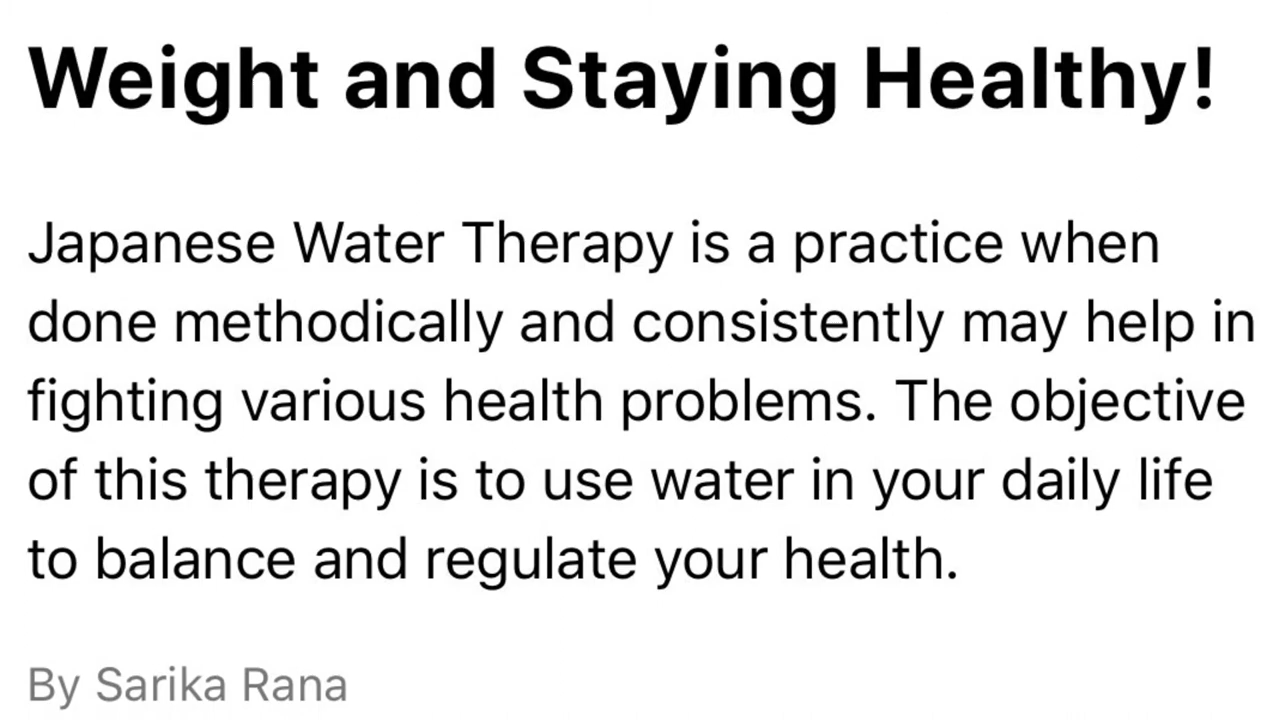 Weight and Staying Healthy!
Japanese Water Therapy is a practice when
done methodically and consistently may help in
fighting various health problems. The objective
of this therapy is to use water in your daily life
to balance and regulate your health.
By Sarika Rana